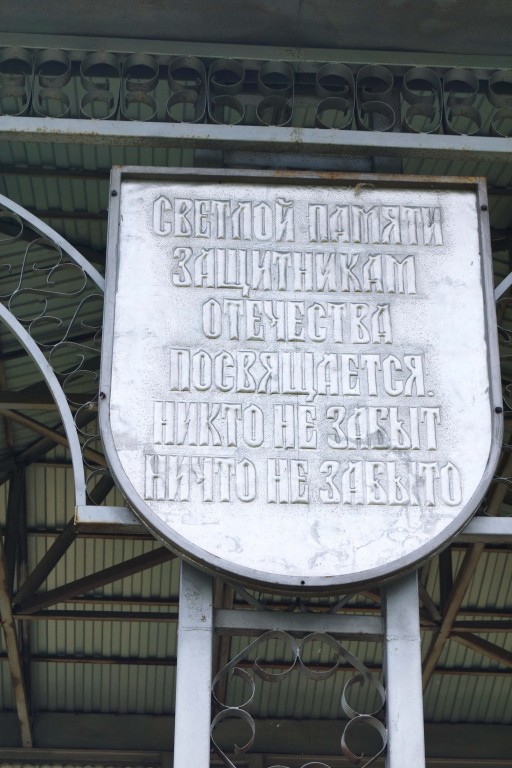 СВЕТЛОЙ ПАМЯТИ
ЗАЩИТНИКАМ
ОТЕЧЕСТВА
ПОСВЯЩАЕТСЯ.
НИКТО НЕ ЗАБЫТ
НИЧТО НЕ ЗАБЫТО